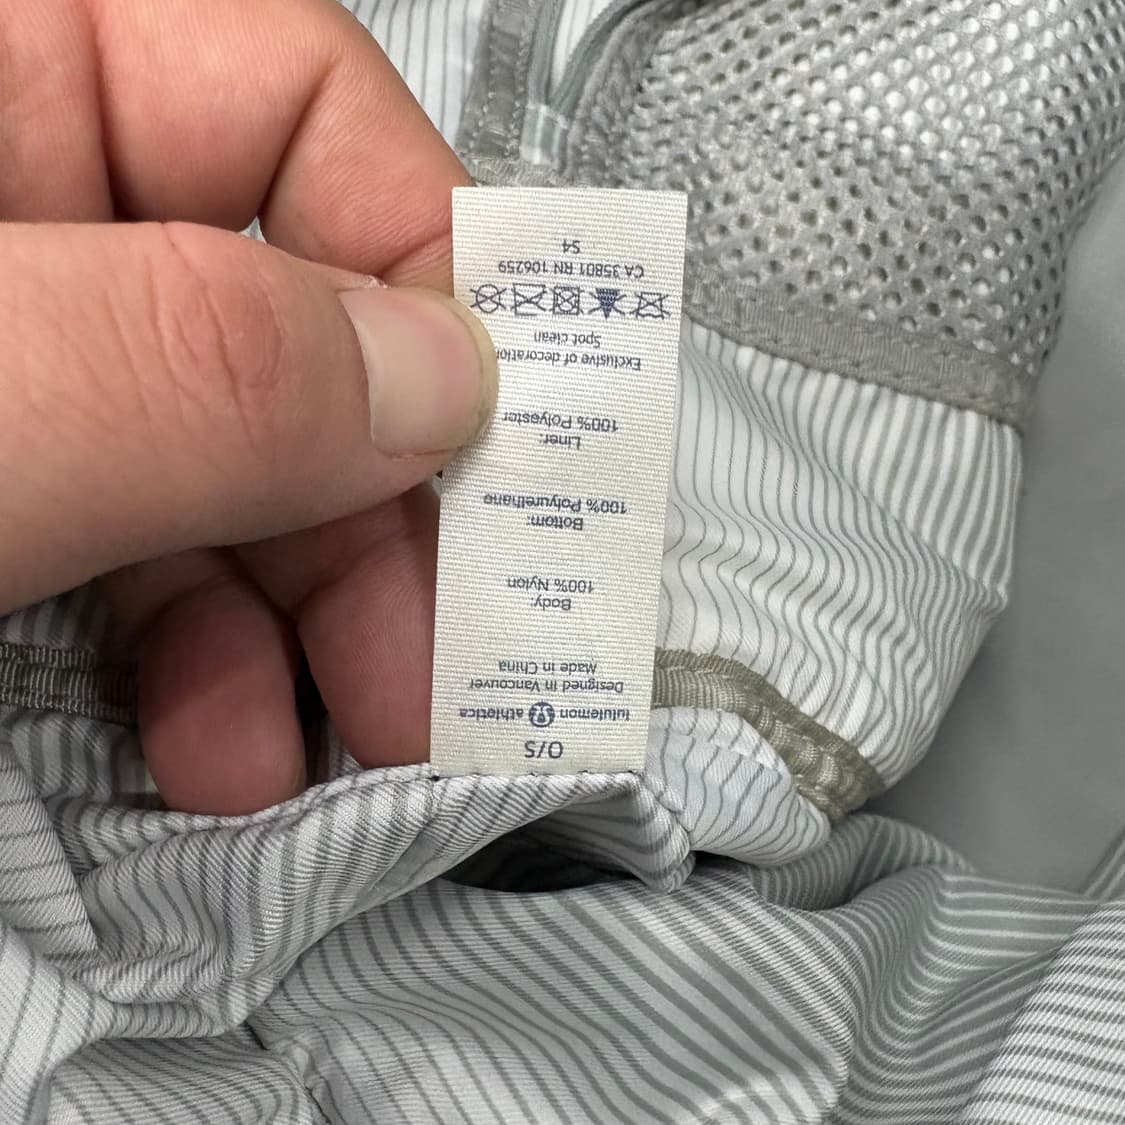 O/S
lululemon athletica
Designed in Vancouver
Made in China
Body:
100% Nylon
Bottom:
100% Polyurethane
Liner:
100% Polyester
Exclusive of decoration
Spot clean
CA 35801 RN 106259
S4